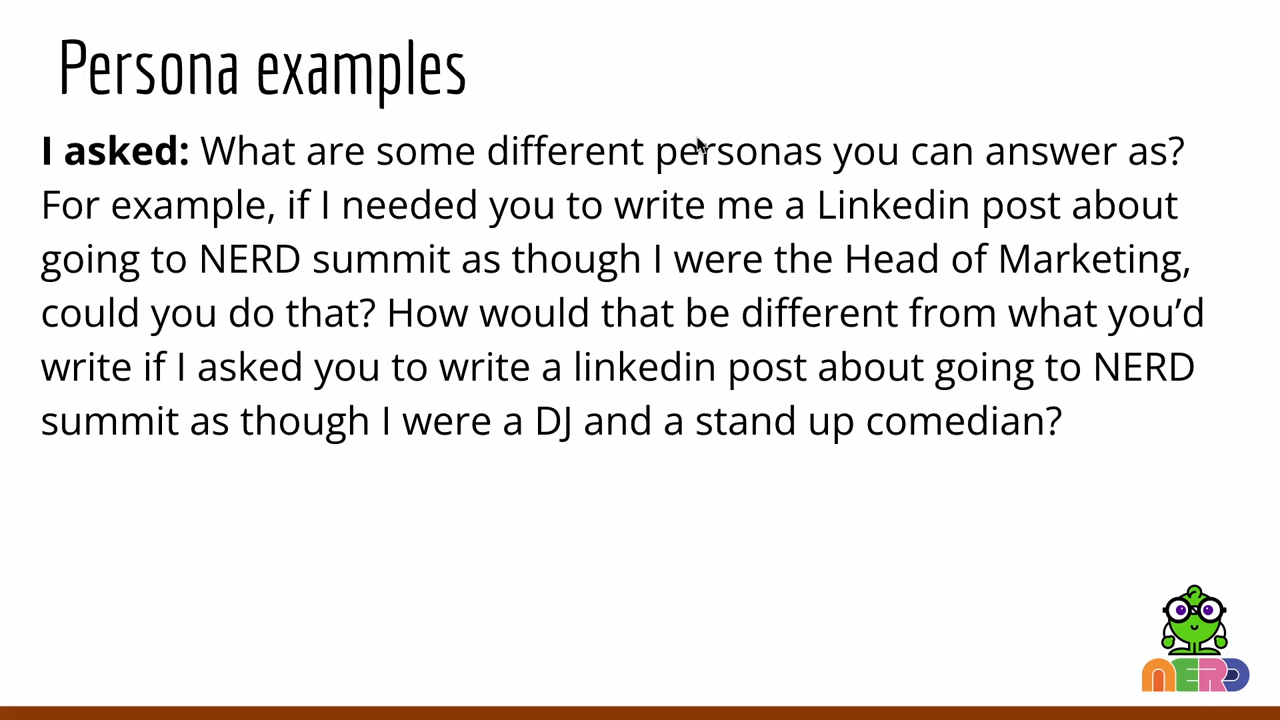 Persona examples
I asked: What are some different personas you can answer as?
For example, if I needed you to write me a Linkedin post about
going to NERD summit as though I were the Head of Marketing,
could you do that? How would that be different from what you’d
write if I asked you to write a linkedin post about going to NERD
summit as though I were a DJ and a stand up comedian?
NERD